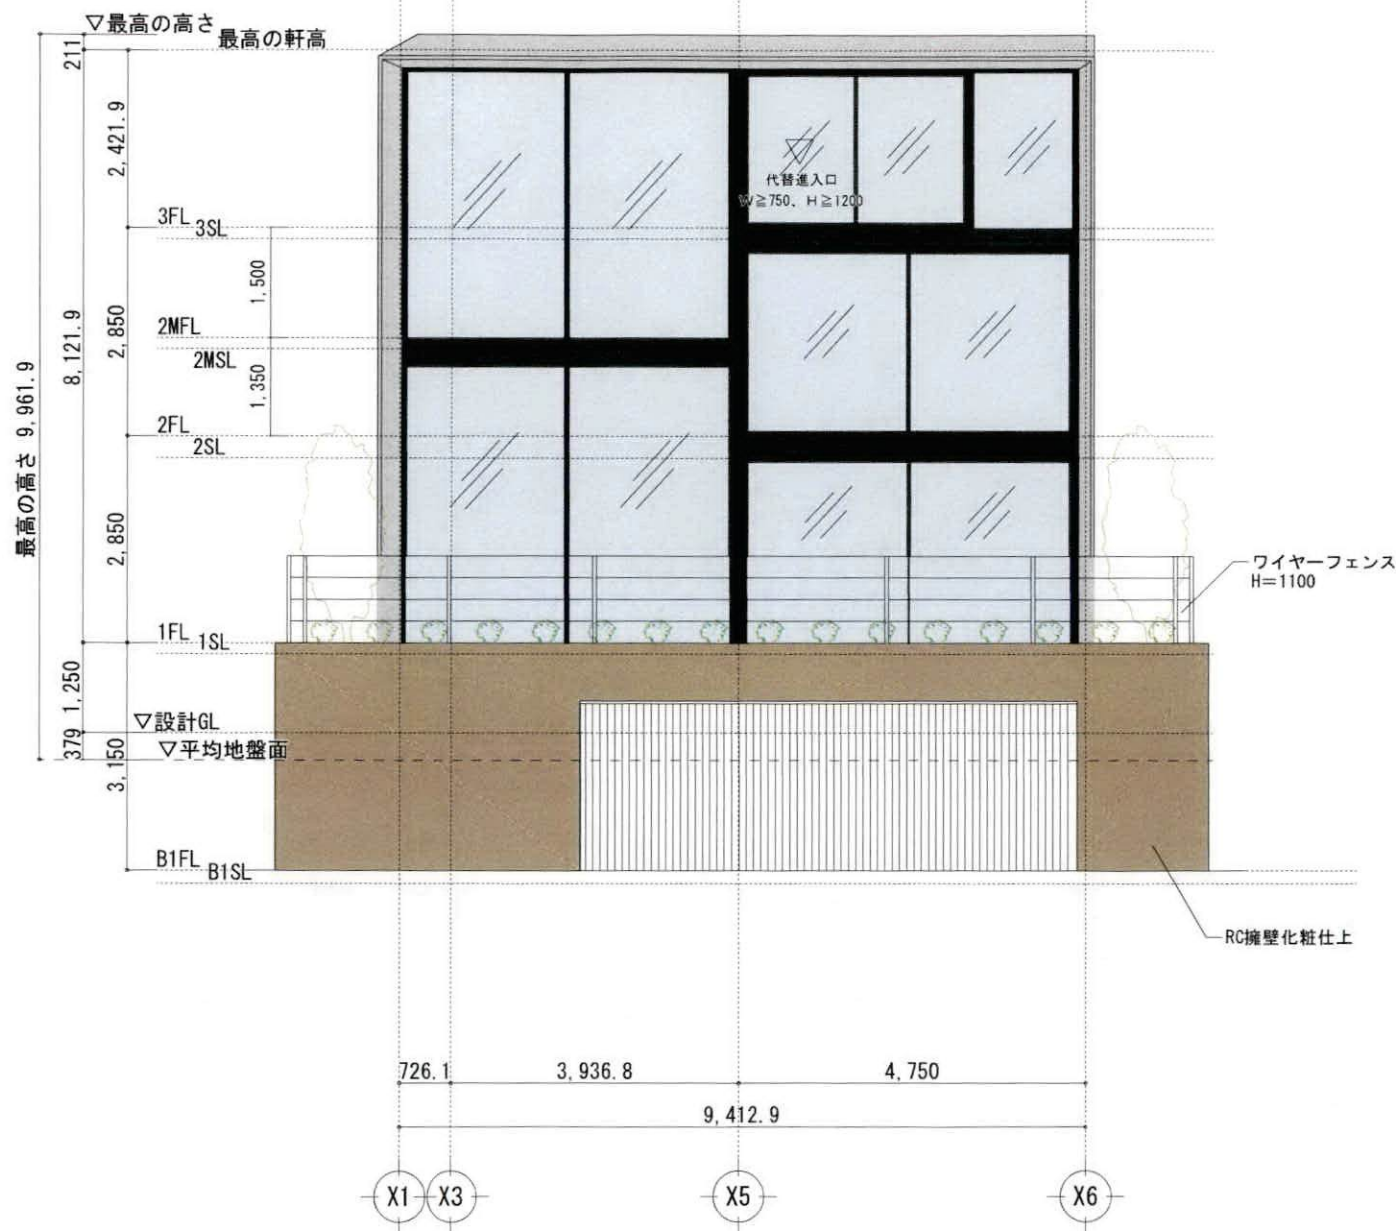 ▽最高の高さ
最高の軒高
211
2,421.9
代替進入口
W≧750、H≧1200
3FL
3SL
1,500
2MFL
2MSL
8,121.9
2,850
1,350
最高の高さ 9,961.9
2FL
2SL
2,850
ワイヤーフェンス
H=1100
1FL
1SL
1,250
▽設計GL
379
▽平均地盤面
3,150
B1FL
B1SL
RC擁壁化粧仕上
726.1
3,936.8
4,750
9,412.9
X1
X3
X5
X6